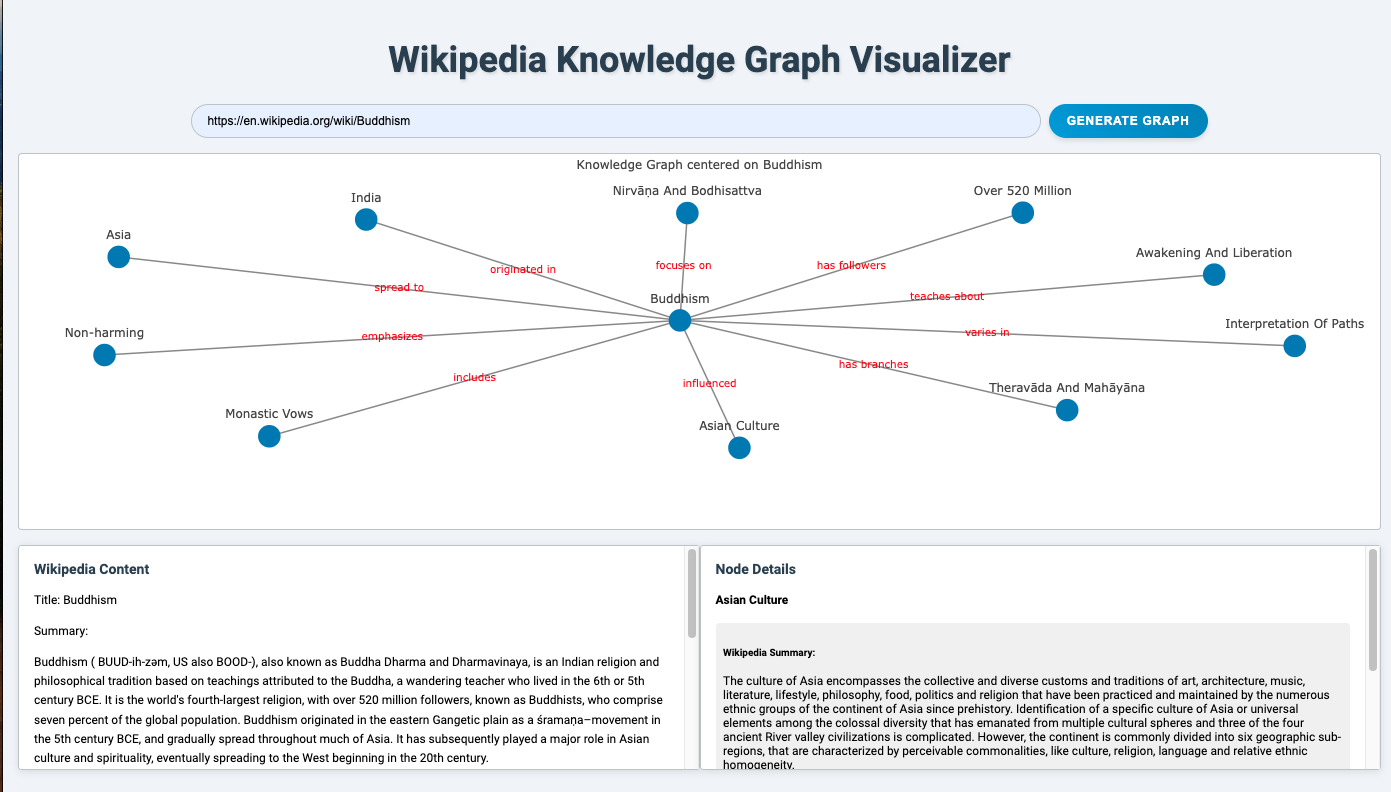 Wikipedia Knowledge Graph Visualizer
https://en.wikipedia.org/wiki/Buddhism
GENERATE GRAPH
Knowledge Graph centered on Buddhism
India
Nirvāṇa And Bodhisattva
Over 520 Million
Asia
Awakening And Liberation
originated in
focuses on
has followers
spread to
Buddhism
teaches about
Non-harming
emphasizes
varies in
Interpretation Of Paths
includes
influenced
has branches
Theravāda And Mahāyāna
Monastic Vows
Asian Culture
Wikipedia Content
Title: Buddhism
Summary:
Buddhism ( BUUD-ih-zəm, US also BOOD-), also known as Buddha Dharma and Dharmavinaya, is an Indian religion and
philosophical tradition based on teachings attributed to the Buddha, a wandering teacher who lived in the 6th or 5th
century BCE. It is the world's fourth-largest religion, with over 520 million followers, known as Buddhists, who comprise
seven percent of the global population. Buddhism originated in the eastern Gangetic plain as a śramaṇa–movement in
the 5th century BCE, and gradually spread throughout much of Asia. It has subsequently played a major role in Asian
culture and spirituality, eventually spreading to the West beginning in the 20th century.
Node Details
Asian Culture
Wikipedia Summary:
The culture of Asia encompasses the collective and diverse customs and traditions of art, architecture, music,
literature, lifestyle, philosophy, food, politics and religion that have been practiced and maintained by the numerous
ethnic groups of the continent of Asia since prehistory. Identification of a specific culture of Asia or universal
elements among the colossal diversity that has emanated from multiple cultural spheres and three of the four
ancient River valley civilizations is complicated. However, the continent is commonly divided into six geographic sub-
regions, that are characterized by perceivable commonalities, like culture, religion, language and relative ethnic
homogeneity.